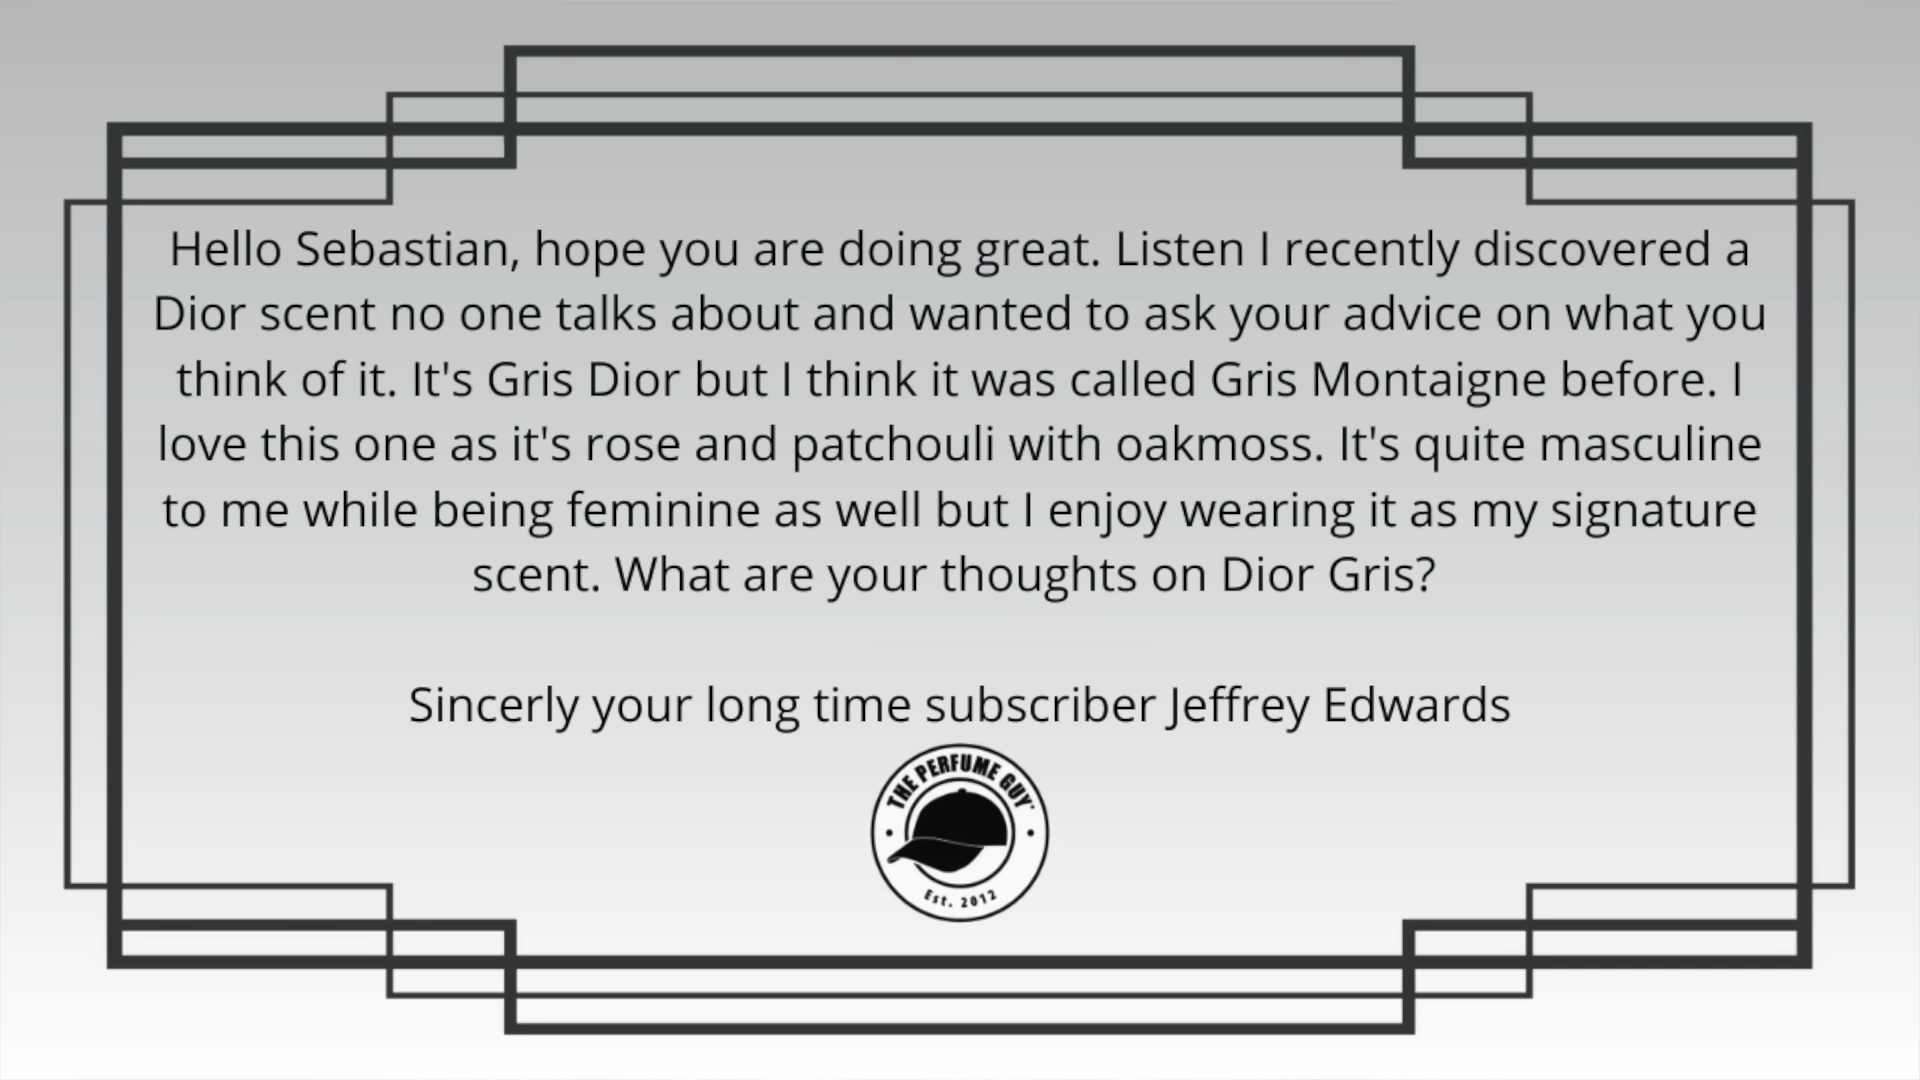 Hello Sebastian, hope you are doing great. Listen I recently discovered a
Dior scent no one talks about and wanted to ask your advice on what you
think of it. It's Gris Dior but I think it was called Gris Montaigne before. I
love this one as it's rose and patchouli with oakmoss. It's quite masculine
to me while being feminine as well but I enjoy wearing it as my signature
scent. What are your thoughts on Dior Gris?
Sincerly your long time subscriber Jeffrey Edwards
THE PERFUME GUY
Est. 2012